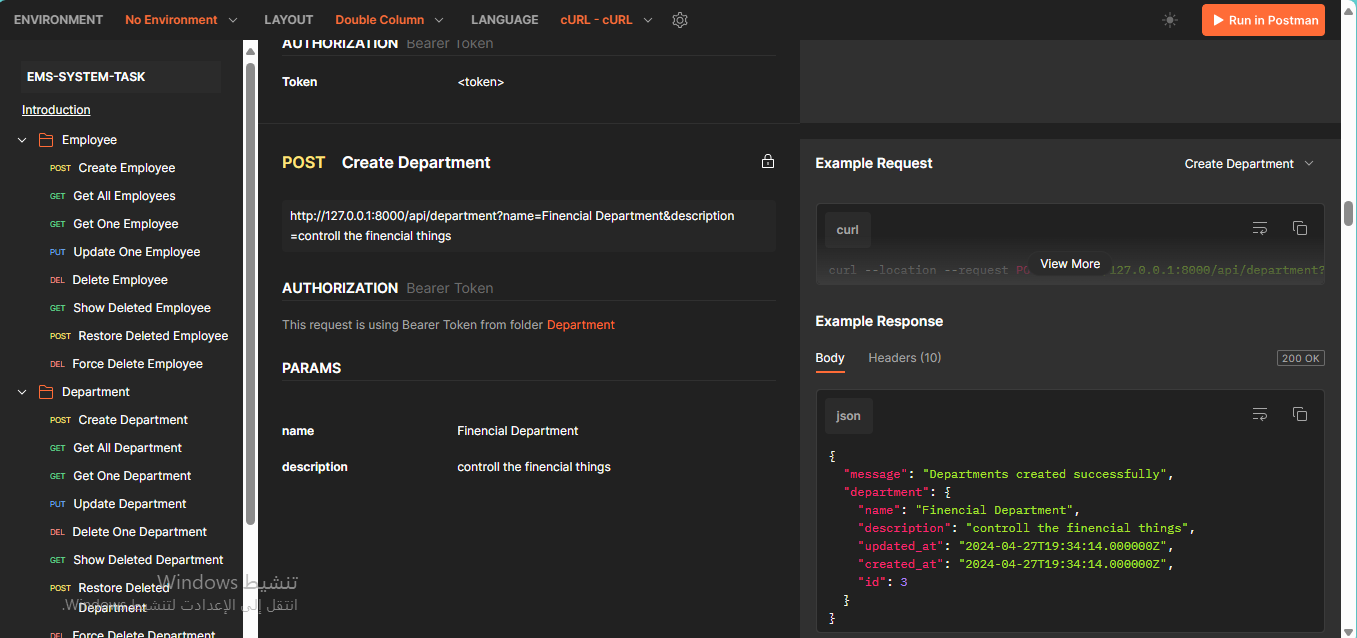 ENVIRONMENT No Environment LAYOUT Double Column LANGUAGE cURL - cURL Run in Postman
EMS-SYSTEM-TASK
Introduction
Employee
POST Create Employee
GET Get All Employees
GET Get One Employee
PUT Update One Employee
DEL Delete Employee
GET Show Deleted Employee
POST Restore Deleted Employee
DEL Force Delete Employee
Department
POST Create Department
GET Get All Department
GET Get One Department
PUT Update Department
DEL Delete One Department
GET Show Deleted Department
POST Restore Deleted
Department
DEL Force Delete Department
تنشيط Windows
انتقل إلى الإعدادت لتنشيط Windows.
AUTHORIZATION Bearer Token
Token <token>
POST Create Department
http://127.0.0.1:8000/api/department?name=Finencial Department&description
=controll the finencial things
AUTHORIZATION Bearer Token
This request is using Bearer Token from folder Department
PARAMS
name Finencial Department
description controll the finencial things
Example Request Create Department
curl
curl --location --request 127.0.0.1:8000/api/department?
View More
Example Response
Body Headers (10) 200 OK
json
{
"message": "Departments created successfully",
"department": {
"name": "Finencial Department",
"description": "controll the finencial things",
"updated_at": "2024-04-27T19:34:14.000000Z",
"created_at": "2024-04-27T19:34:14.000000Z",
"id": 3
}
}